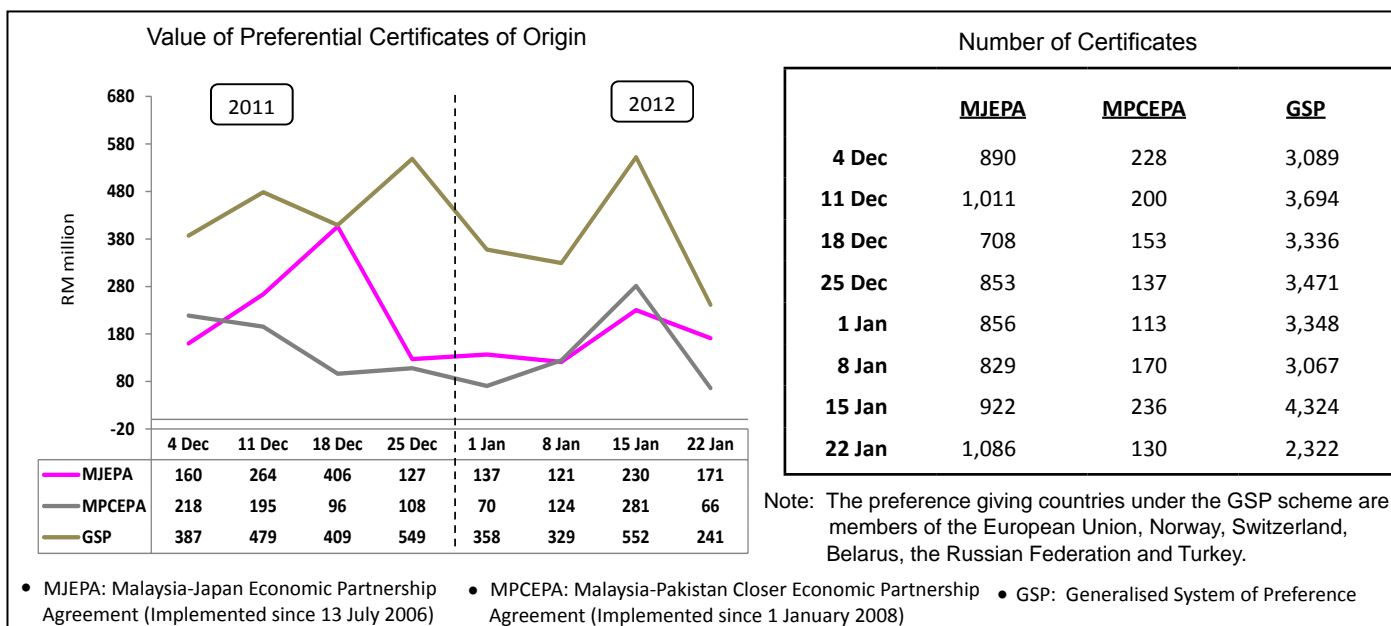 Value of Preferential Certificates of Origin
680
580
480
380
280
180
80
-20
RM million
2011
2012
4 Dec 11 Dec 18 Dec 25 Dec 1 Jan 8 Jan 15 Jan 22 Jan
MJEPA 160 264 406 127 137 121 230 171
MPCEPA 218 195 96 108 70 124 281 66
GSP 387 479 409 549 358 329 552 241
Number of Certificates
MJEPA MPCEPA GSP
4 Dec 890 228 3,089
11 Dec 1,011 200 3,694
18 Dec 708 153 3,336
25 Dec 853 137 3,471
1 Jan 856 113 3,348
8 Jan 829 170 3,067
15 Jan 922 236 4,324
22 Jan 1,086 130 2,322
Note: The preference giving countries under the GSP scheme are
members of the European Union, Norway, Switzerland,
Belarus, the Russian Federation and Turkey.
• MJEPA: Malaysia-Japan Economic Partnership
Agreement (Implemented since 13 July 2006)
• MPCEPA: Malaysia-Pakistan Closer Economic Partnership
Agreement (Implemented since 1 January 2008)
• GSP: Generalised System of Preference